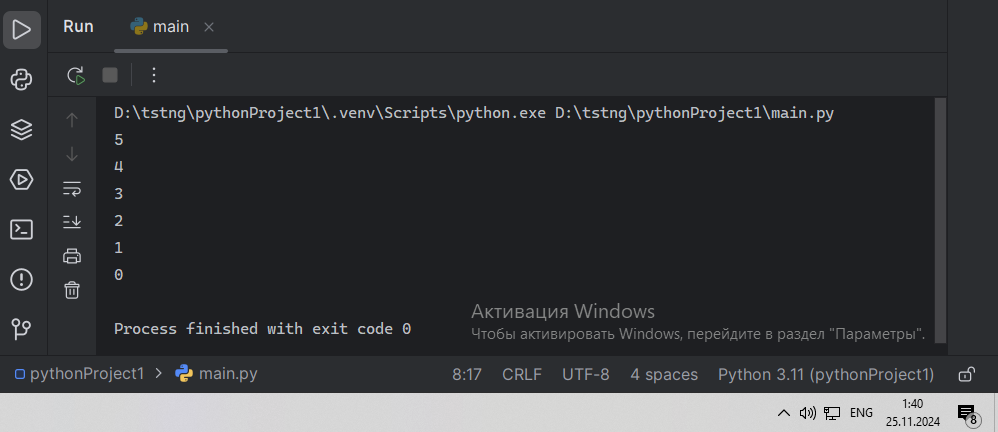 Run main
D:\tstng\pythonProject1\.venv\Scripts\python.exe D:\tstng\pythonProject1\main.py
5
4
3
2
1
0
Process finished with exit code 0
Активация Windows
Чтобы активировать Windows, перейдите в раздел "Параметры".
pythonProject1 > main.py 8:17 CRLF UTF-8 4 spaces Python 3.11 (pythonProject1)
ENG 1:40
25.11.2024 8